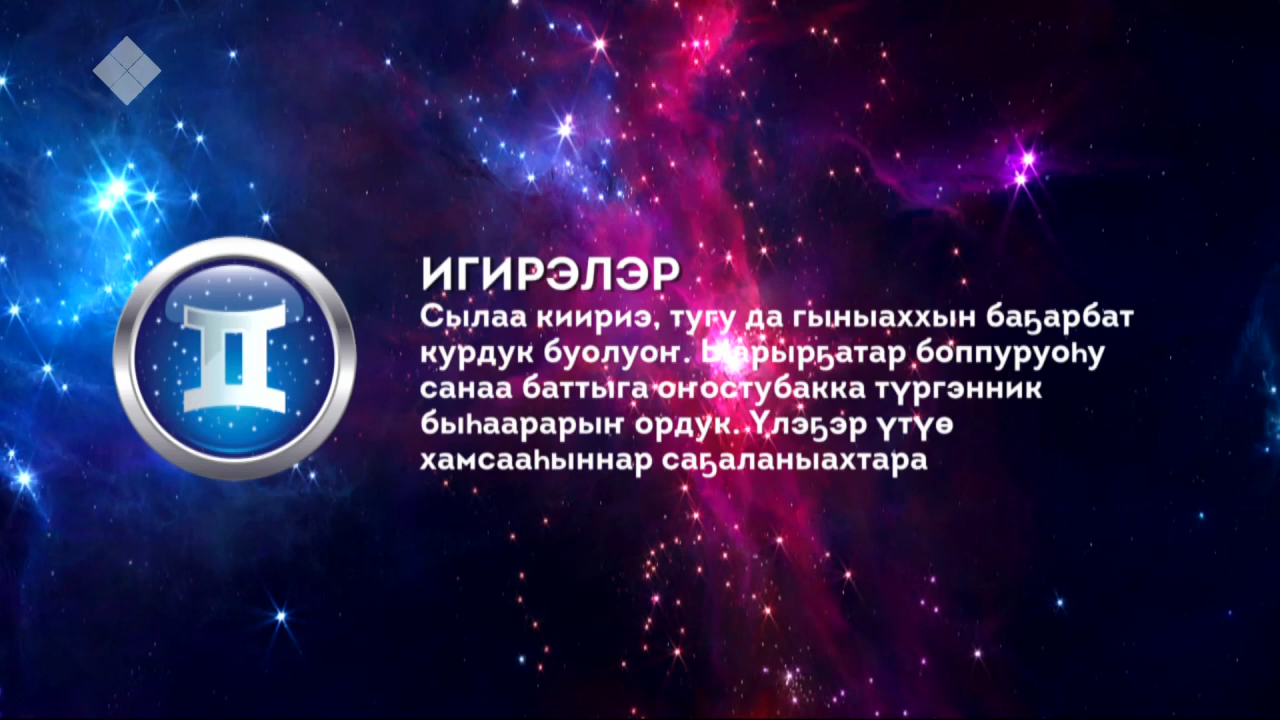 ИГИРЭЛЭР
Сылаа киириэ, тугу да гыныаххын баҕарбат
курдук буолуоҥ. Ыарырҕатар боппуруоһу
санаа баттыга оҥостубакка түргэнник
быһаарарыҥ ордук. Үлэҕэр үтүө
хамсааһыннар саҕаланыахтара